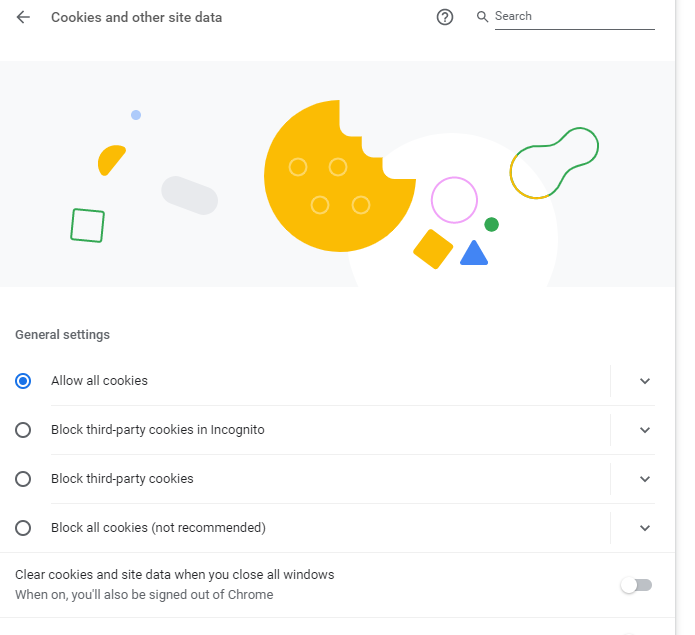 Cookies and other site data
Search
General settings
Allow all cookies
Block third-party cookies in Incognito
Block third-party cookies
Block all cookies (not recommended)
Clear cookies and site data when you close all windows
When on, you'll also be signed out of Chrome